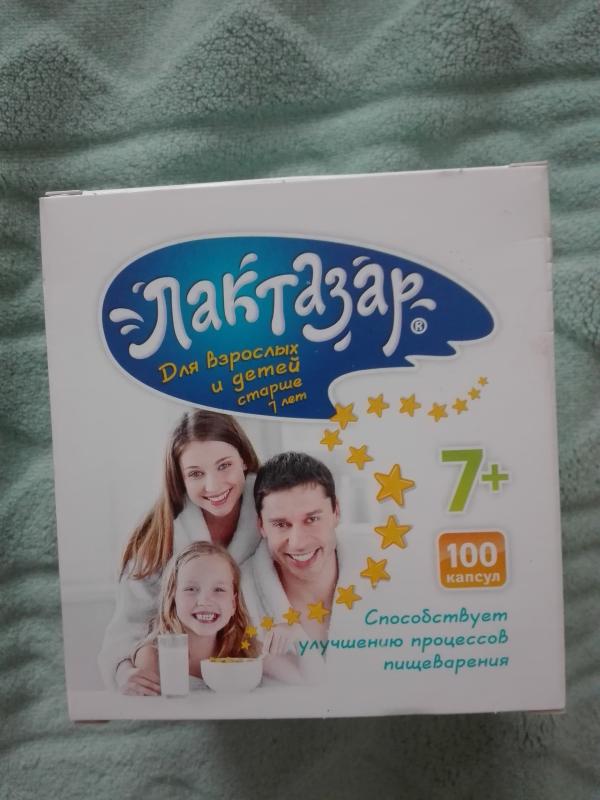 Лактазар®
Для взрослых
и детей
старше
7 лет
7+
100
капсул
Способствует
улучшению процессов
пищеварения